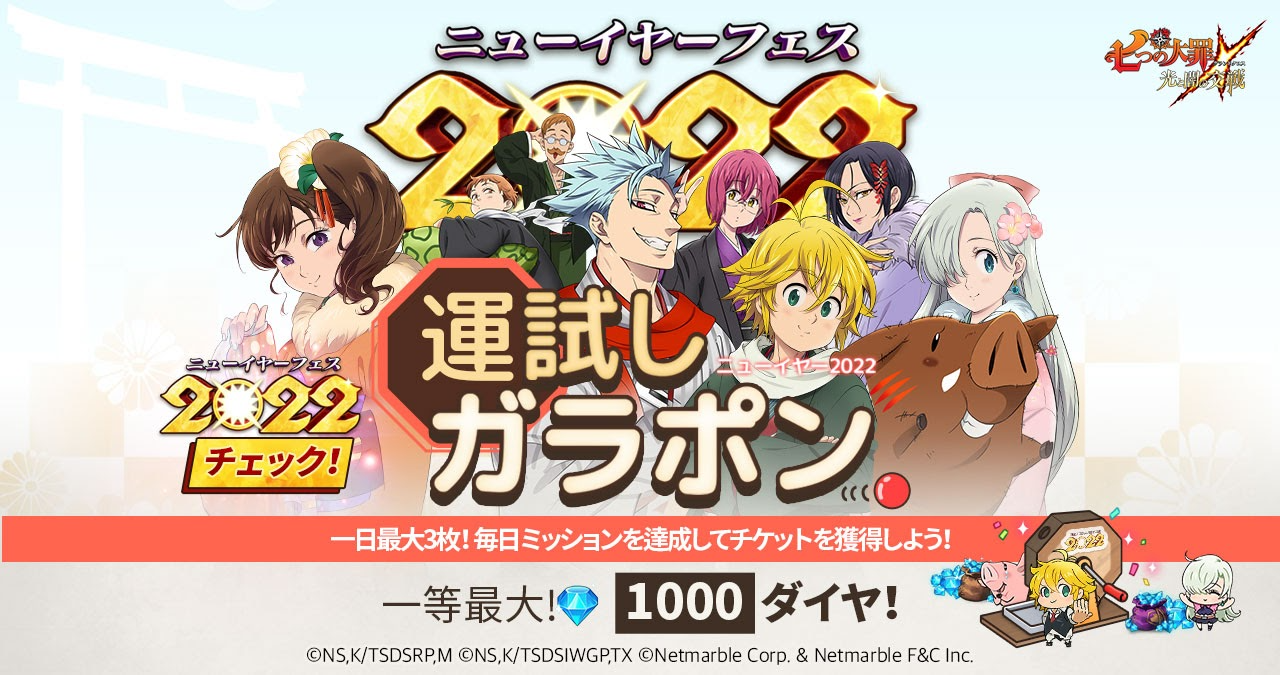 ニューイヤーフェス
2022
七つの大罪
光と闇の交戦
運試し
ニューイヤー2022
ガラポン
ニューイヤーフェス
2022
チェック!
一日最大3枚! 毎日ミッションを達成してチケットを獲得しよう!
2022
一等最大! 1000 ダイヤ!
©NS,K/TSDSRP,M ©NS,K/TSDSIWGP,TX ©Netmarble Corp. & Netmarble F&C Inc.